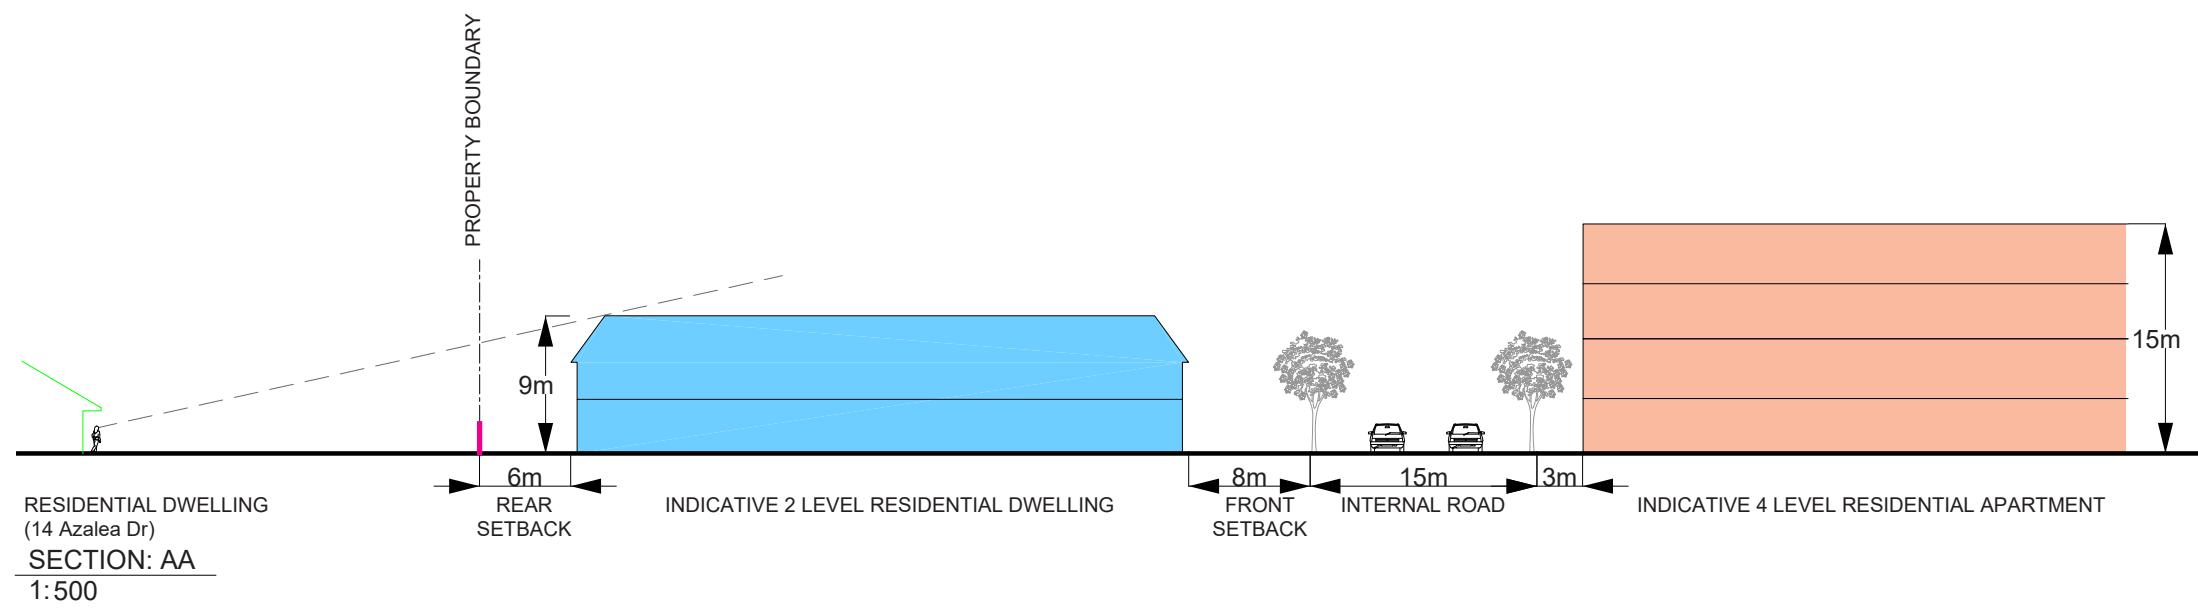 PROPERTY BOUNDARY
9m
15m
6m
8m
15m
3m
RESIDENTIAL DWELLING
(14 Azalea Dr)
REAR
SETBACK
INDICATIVE 2 LEVEL RESIDENTIAL DWELLING
FRONT
SETBACK
INTERNAL ROAD
INDICATIVE 4 LEVEL RESIDENTIAL APARTMENT
SECTION: AA
1:500